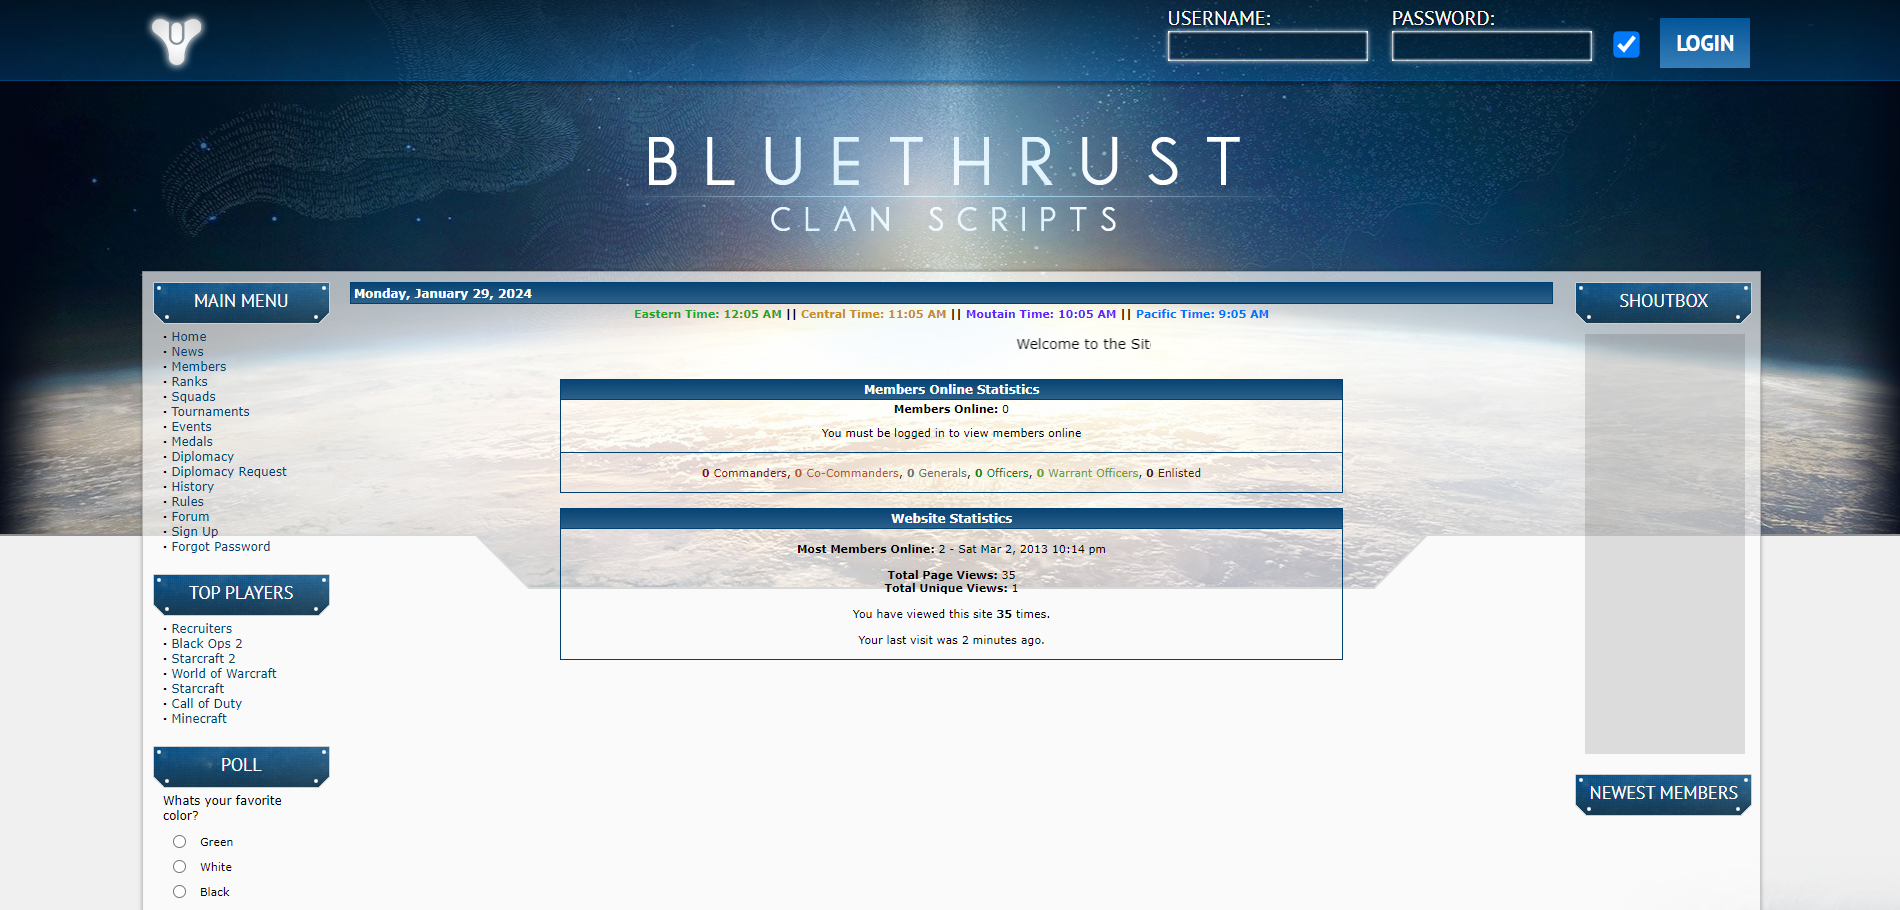 USERNAME:
PASSWORD:
LOGIN
BLUETHRUST
CLAN SCRIPTS
MAIN MENU
• Home
• News
• Members
• Ranks
• Squads
• Tournaments
• Events
• Medals
• Diplomacy
• Diplomacy Request
• History
• Rules
• Forum
• Sign Up
• Forgot Password
TOP PLAYERS
• Recruiters
• Black Ops 2
• Starcraft 2
• World of Warcraft
• Starcraft
• Call of Duty
• Minecraft
POLL
Whats your favorite
color?
Green
White
Black
Monday, January 29, 2024
Eastern Time: 12:05 AM || Central Time: 11:05 AM || Moutain Time: 10:05 AM || Pacific Time: 9:05 AM
Welcome to the Sit
Members Online Statistics
Members Online: 0
You must be logged in to view members online
0 Commanders, 0 Co-Commanders, 0 Generals, 0 Officers, 0 Warrant Officers, 0 Enlisted
Website Statistics
Most Members Online: 2 - Sat Mar 2, 2013 10:14 pm
Total Page Views: 35
Total Unique Views: 1
You have viewed this site 35 times.
Your last visit was 2 minutes ago.
SHOUTBOX
NEWEST MEMBERS